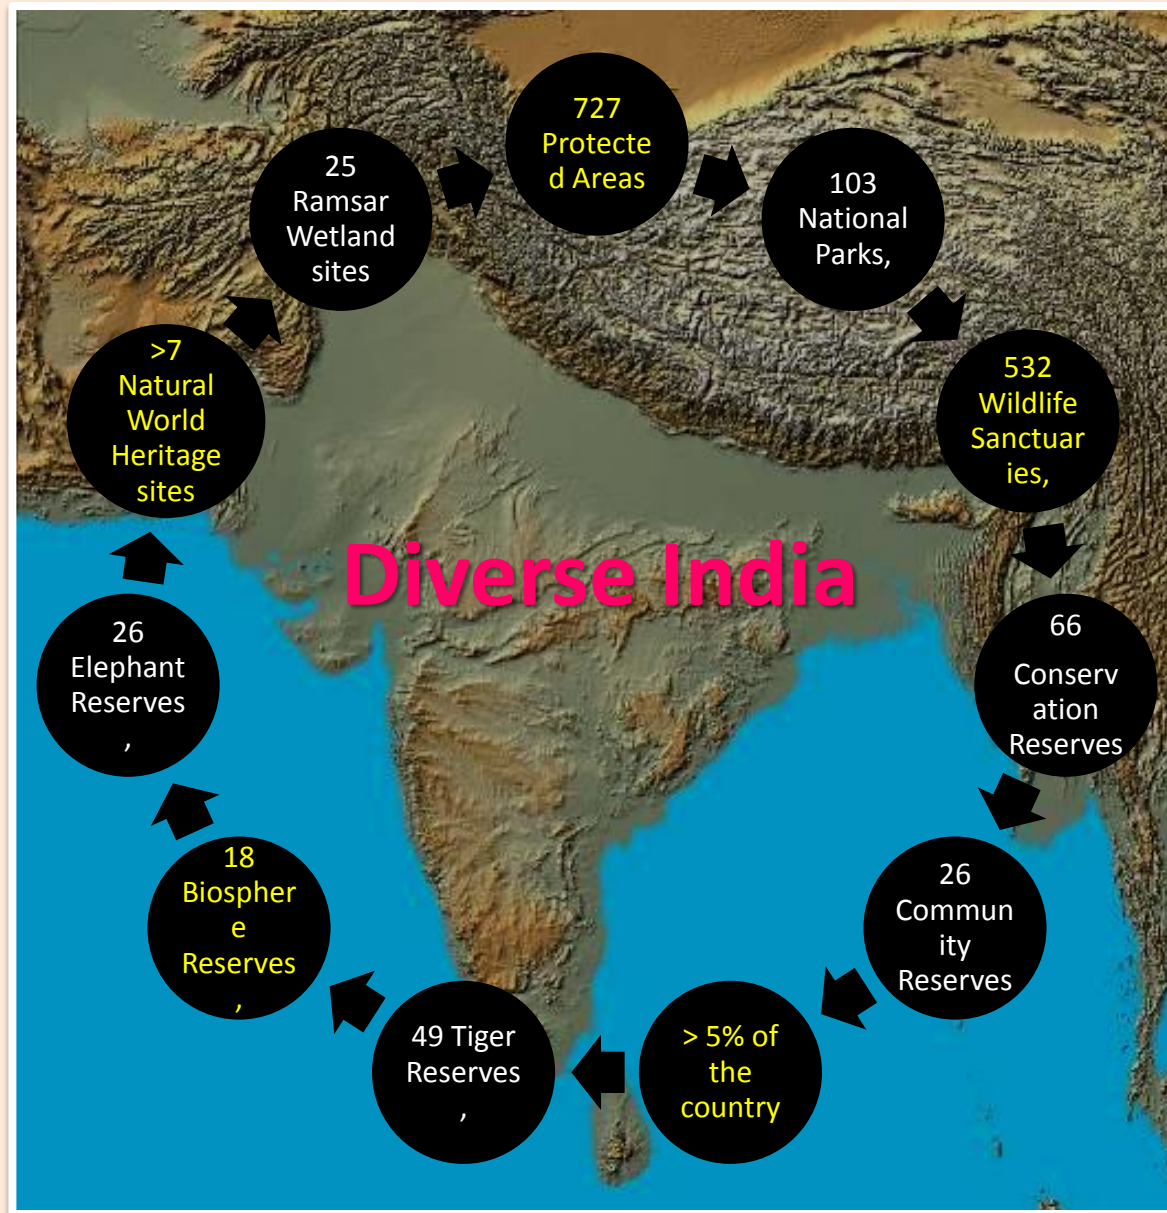 727
Protecte
d Areas
103
National
Parks,
532
Wildlife
Sanctuar
ies,
66
Conserv
ation
Reserves
26
Commun
ity
Reserves
> 5% of
the
country
49 Tiger
Reserves
,
18
Biospher
e
Reserves
,
26
Elephant
Reserves
,
>7
Natural
World
Heritage
sites
25
Ramsar
Wetland
sites
Diverse India